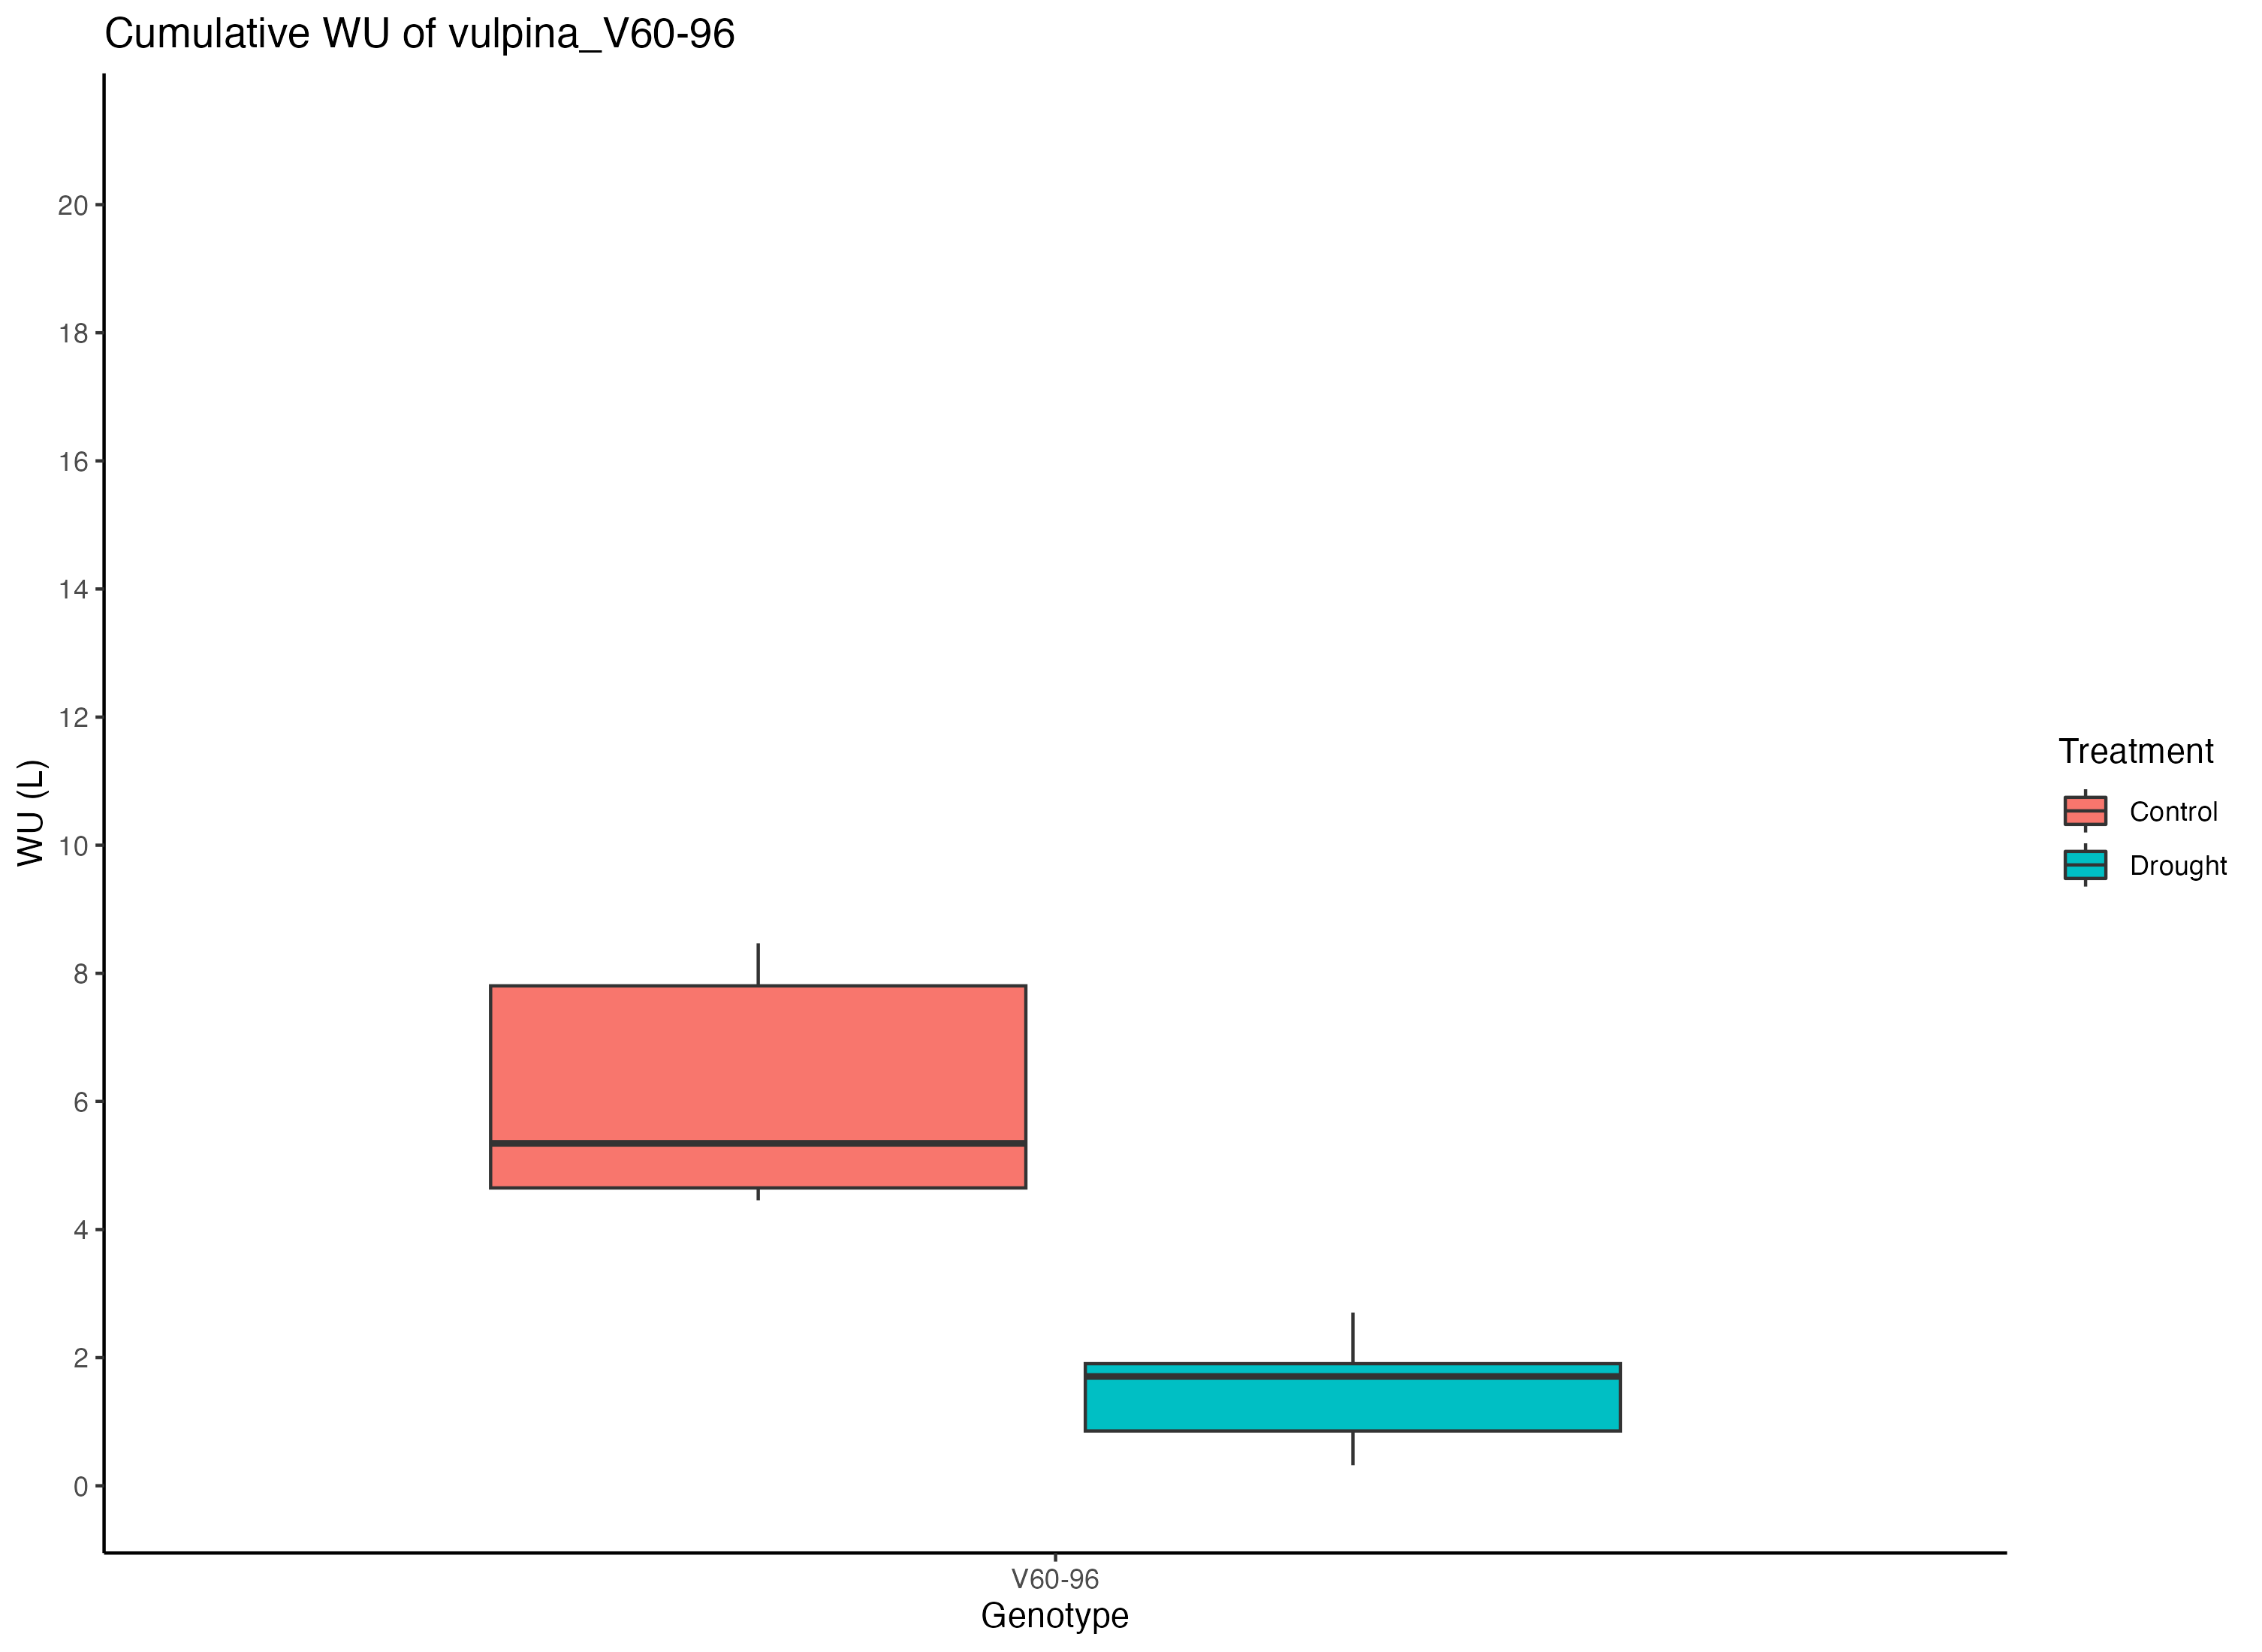 Cumulative WU of vulpina_V60-96
20
18
16
14
12
10
8
6
4
2
0
WU (L)
V60-96
Genotype
Treatment
Control
Drought